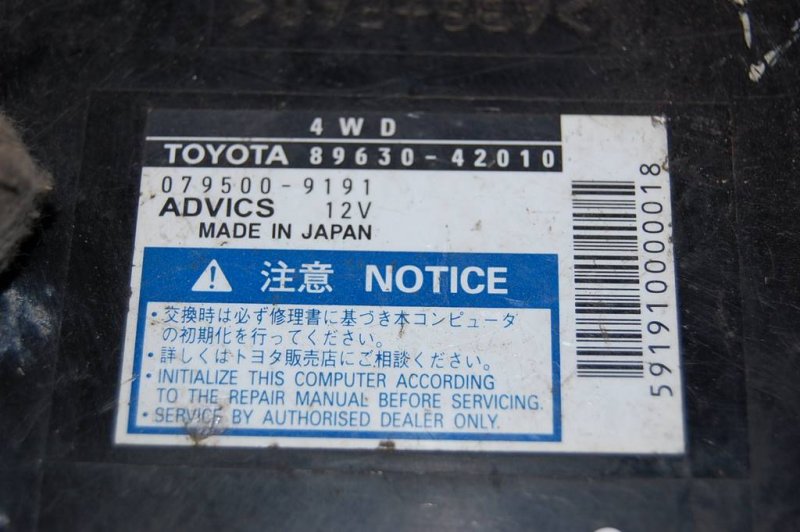 4WD
TOYOTA 89630-42010
079500-9191
ADVICS 12V
MADE IN JAPAN
注意 NOTICE
・交換時は必ず修理書に基づき本コンピュータ
の初期化を行ってください。
・詳しくはトヨタ販売店にご相談ください。
・INITIALIZE THIS COMPUTER ACCORDING
TO THE REPAIR MANUAL BEFORE SERVICING.
・SERVICE BY AUTHORISED DEALER ONLY.
591910000018